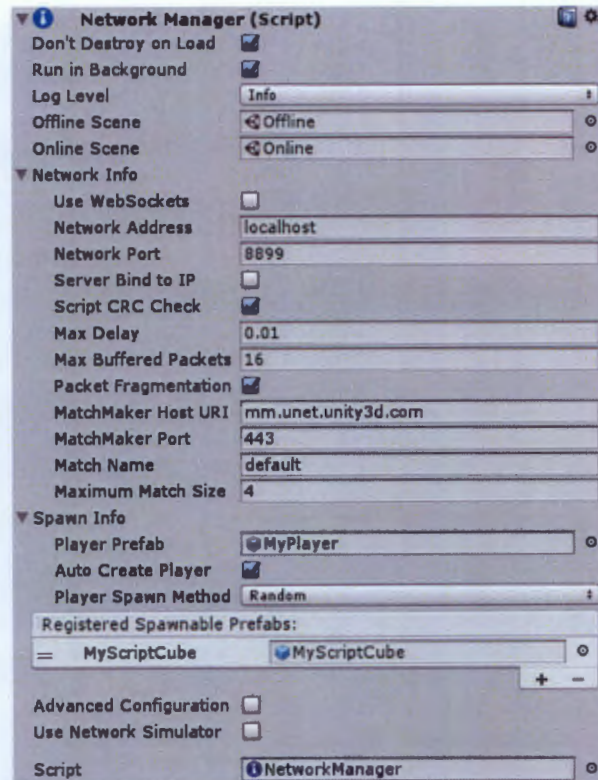 Network Manager (Script)
Don't Destroy on Load
Run in Background
Log Level Info
Offline Scene Offline
Online Scene Online
Network Info
Use WebSockets
Network Address localhost
Network Port 8899
Server Bind to IP
Script CRC Check
Max Delay 0.01
Max Buffered Packets 16
Packet Fragmentation
MatchMaker Host URI mm.unet.unity3d.com
MatchMaker Port 443
Match Name default
Maximum Match Size 4
Spawn Info
Player Prefab MyPlayer
Auto Create Player
Player Spawn Method Random
Registered Spawnable Prefabs:
= MyScriptCube MyScriptCube
+ −
Advanced Configuration
Use Network Simulator
Script NetworkManager